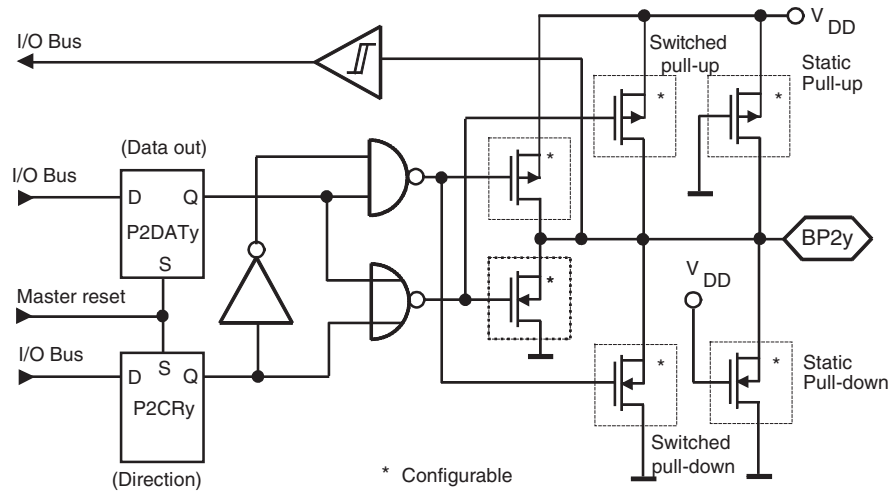 I/O Bus
V
DD
Switched
pull-up
Static
Pull-up
*
*
(Data out)
*
I/O Bus
D
Q
P2DATy
S
BP2y
V
DD
*
Master reset
I/O Bus
S
D
Q
P2CRy
*
*
Static
Pull-down
Switched
pull-down
(Direction)
* Configurable